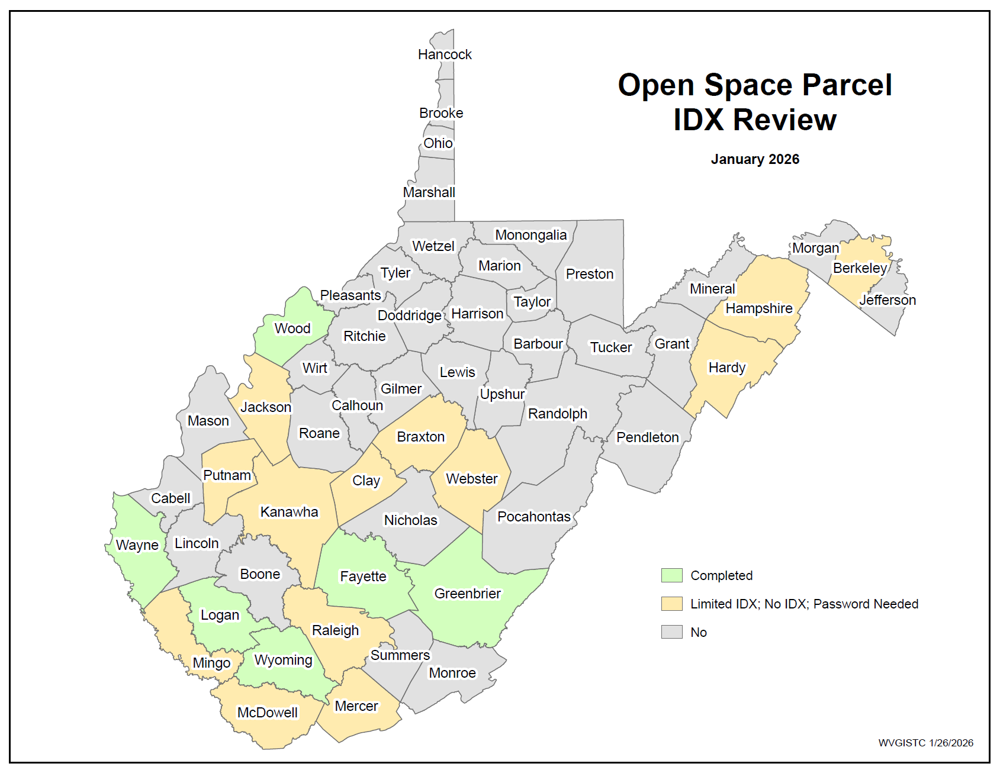 Hancock
Open Space Parcel
IDX Review
January 2026
Brooke
Ohio
Marshall
Wetzel
Monongalia
Marion
Morgan
Berkeley
Tyler
Preston
Mineral
Pleasants
Taylor
Jefferson
Doddridge
Harrison
Hampshire
Wood
Ritchie
Barbour
Tucker
Grant
Wirt
Lewis
Hardy
Gilmer
Upshur
Jackson
Calhoun
Randolph
Mason
Roane
Braxton
Pendleton
Putnam
Clay
Webster
Cabell
Kanawha
Nicholas
Pocahontas
Wayne
Lincoln
Boone
Fayette
Greenbrier
Completed
Limited IDX; No IDX; Password Needed
No
Logan
Raleigh
Mingo
Wyoming
Summers
Monroe
McDowell
Mercer
WVGISTC 1/26/2026